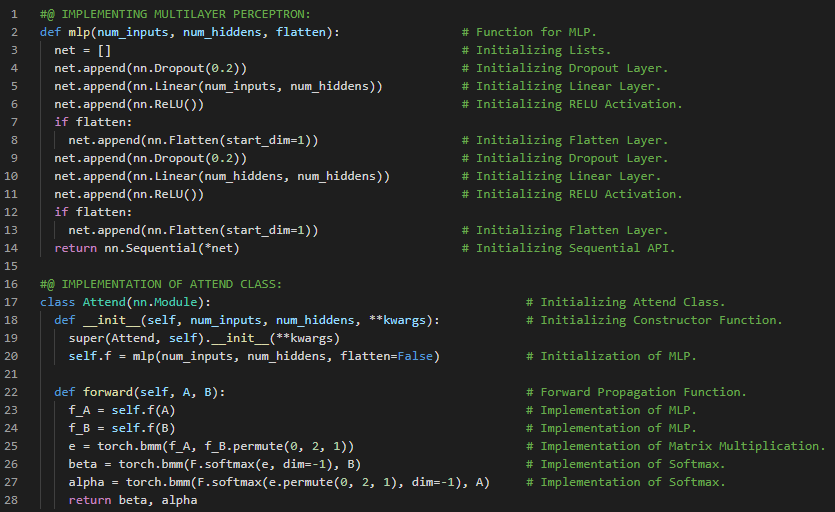 1 #@ IMPLEMENTING MULTILAYER PERCEPTRON:
2 def mlp(num_inputs, num_hiddens, flatten): # Function for MLP.
3   net = [] # Initializing Lists.
4   net.append(nn.Dropout(0.2)) # Initializing Dropout Layer.
5   net.append(nn.Linear(num_inputs, num_hiddens)) # Initializing Linear Layer.
6   net.append(nn.ReLU()) # Initializing RELU Activation.
7   if flatten:
8     net.append(nn.Flatten(start_dim=1)) # Initializing Flatten Layer.
9   net.append(nn.Dropout(0.2)) # Initializing Dropout Layer.
10   net.append(nn.Linear(num_hiddens, num_hiddens)) # Initializing Linear Layer.
11   net.append(nn.ReLU()) # Initializing RELU Activation.
12   if flatten:
13     net.append(nn.Flatten(start_dim=1)) # Initializing Flatten Layer.
14   return nn.Sequential(*net) # Initializing Sequential API.
15
16 #@ IMPLEMENTATION OF ATTEND CLASS:
17 class Attend(nn.Module): # Initializing Attend Class.
18   def __init__(self, num_inputs, num_hiddens, **kwargs): # Initializing Constructor Function.
19     super(Attend, self).__init__(**kwargs)
20     self.f = mlp(num_inputs, num_hiddens, flatten=False) # Initialization of MLP.
21
22   def forward(self, A, B): # Forward Propagation Function.
23     f_A = self.f(A) # Implementation of MLP.
24     f_B = self.f(B) # Implementation of MLP.
25     e = torch.bmm(f_A, f_B.permute(0, 2, 1)) # Implementation of Matrix Multiplication.
26     beta = torch.bmm(F.softmax(e, dim=-1), B) # Implementation of Softmax.
27     alpha = torch.bmm(F.softmax(e.permute(0, 2, 1), dim=-1), A) # Implementation of Softmax.
28     return beta, alpha